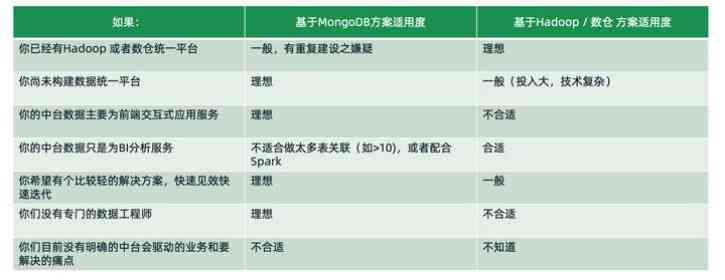 如果： 基于MongoDB方案适用度 基于Hadoop / 数仓 方案适用度
你已经有Hadoop 或者数仓统一平台 一般，有重复建设之嫌疑 理想
你尚未构建数据统一平台 理想 一般（投入大，技术复杂）
你的中台数据主要为前端交互式应用服务 理想 不合适
你的中台数据只是为BI分析服务 不适合做太多表关联（如>10)，或者配合 合适
Spark
你希望有个比较轻的解决方案，快速见效快 理想 一般
速迭代
你们没有专门的数据工程师 理想 不合适
你们目前没有明确的中台会驱动的业务和要 不合适 不知道
解决的痛点